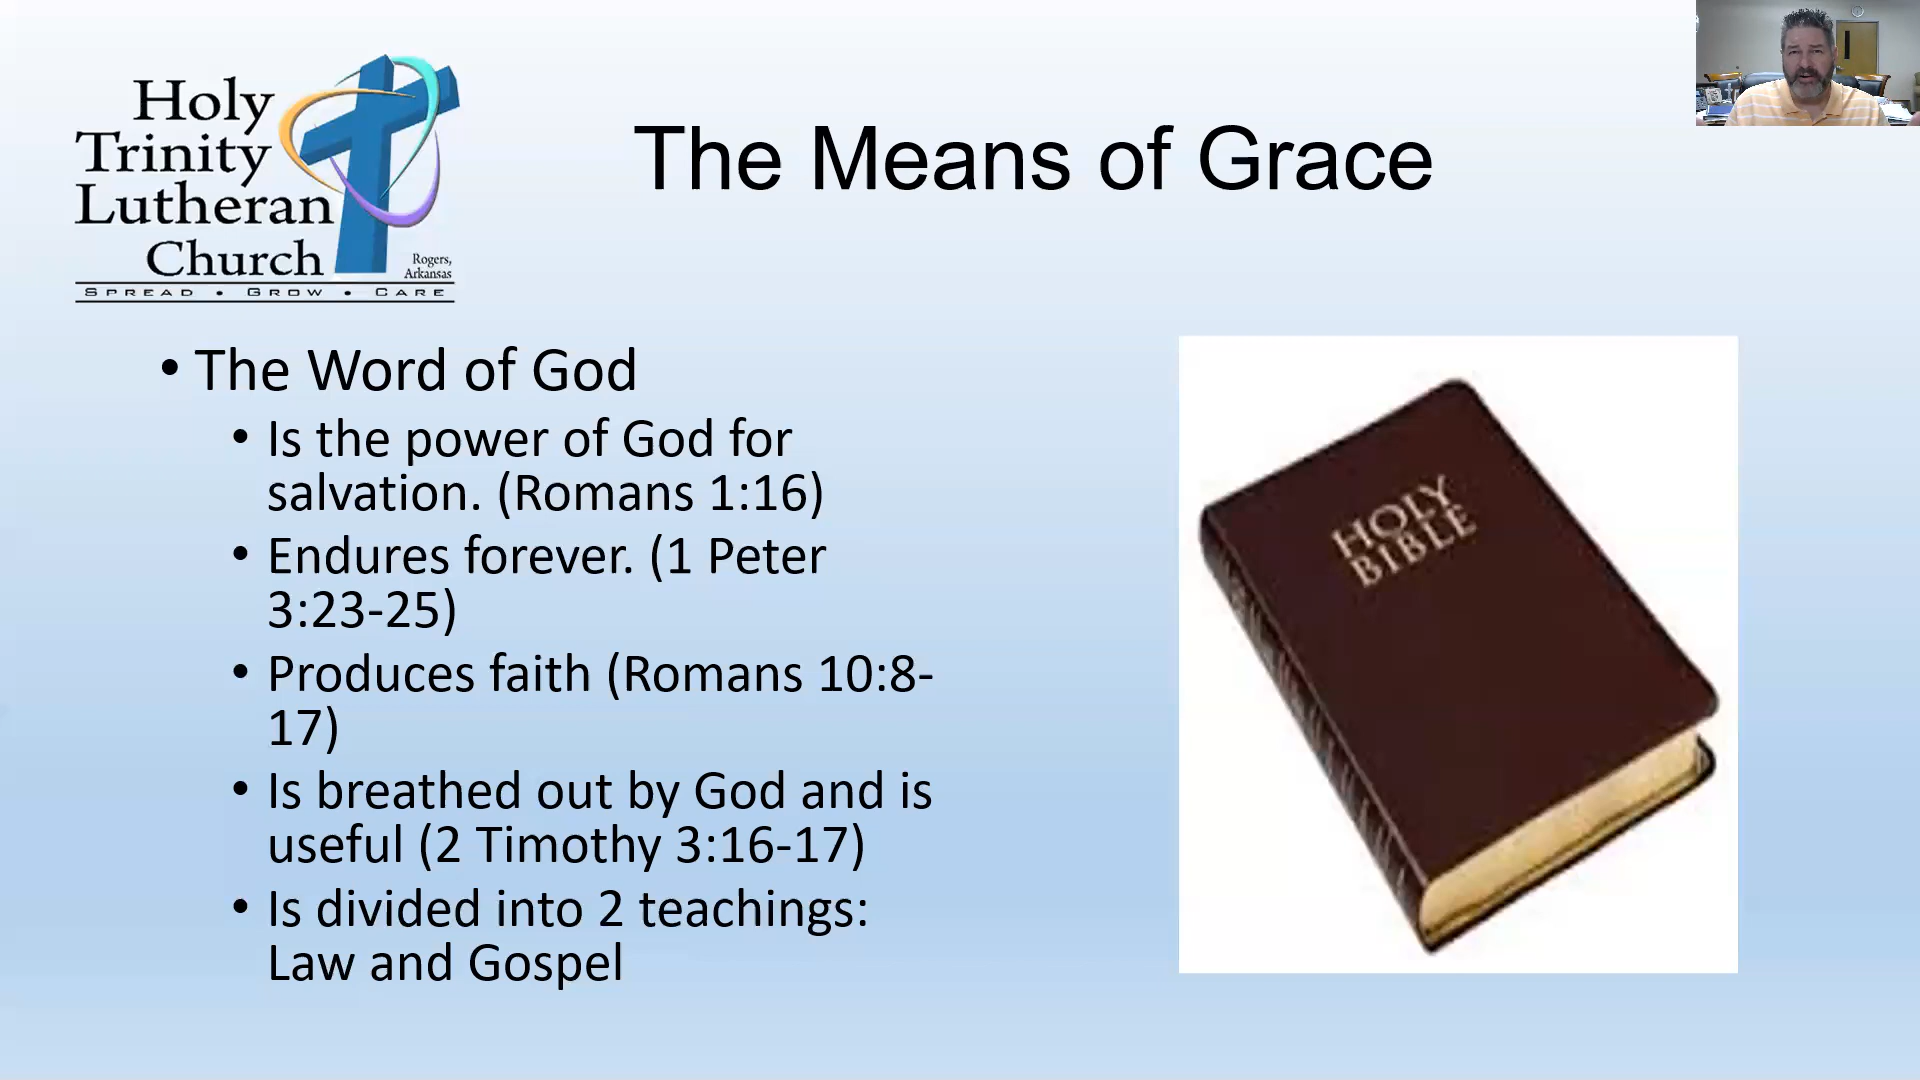 Holy
Trinity
Lutheran
Church
Rogers,
Arkansas
SPREAD • GROW • CARE
The Means of Grace
• The Word of God
• Is the power of God for
salvation. (Romans 1:16)
• Endures forever. (1 Peter
3:23-25)
• Produces faith (Romans 10:8-
17)
• Is breathed out by God and is
useful (2 Timothy 3:16-17)
• Is divided into 2 teachings:
Law and Gospel
HOLY
BIBLE